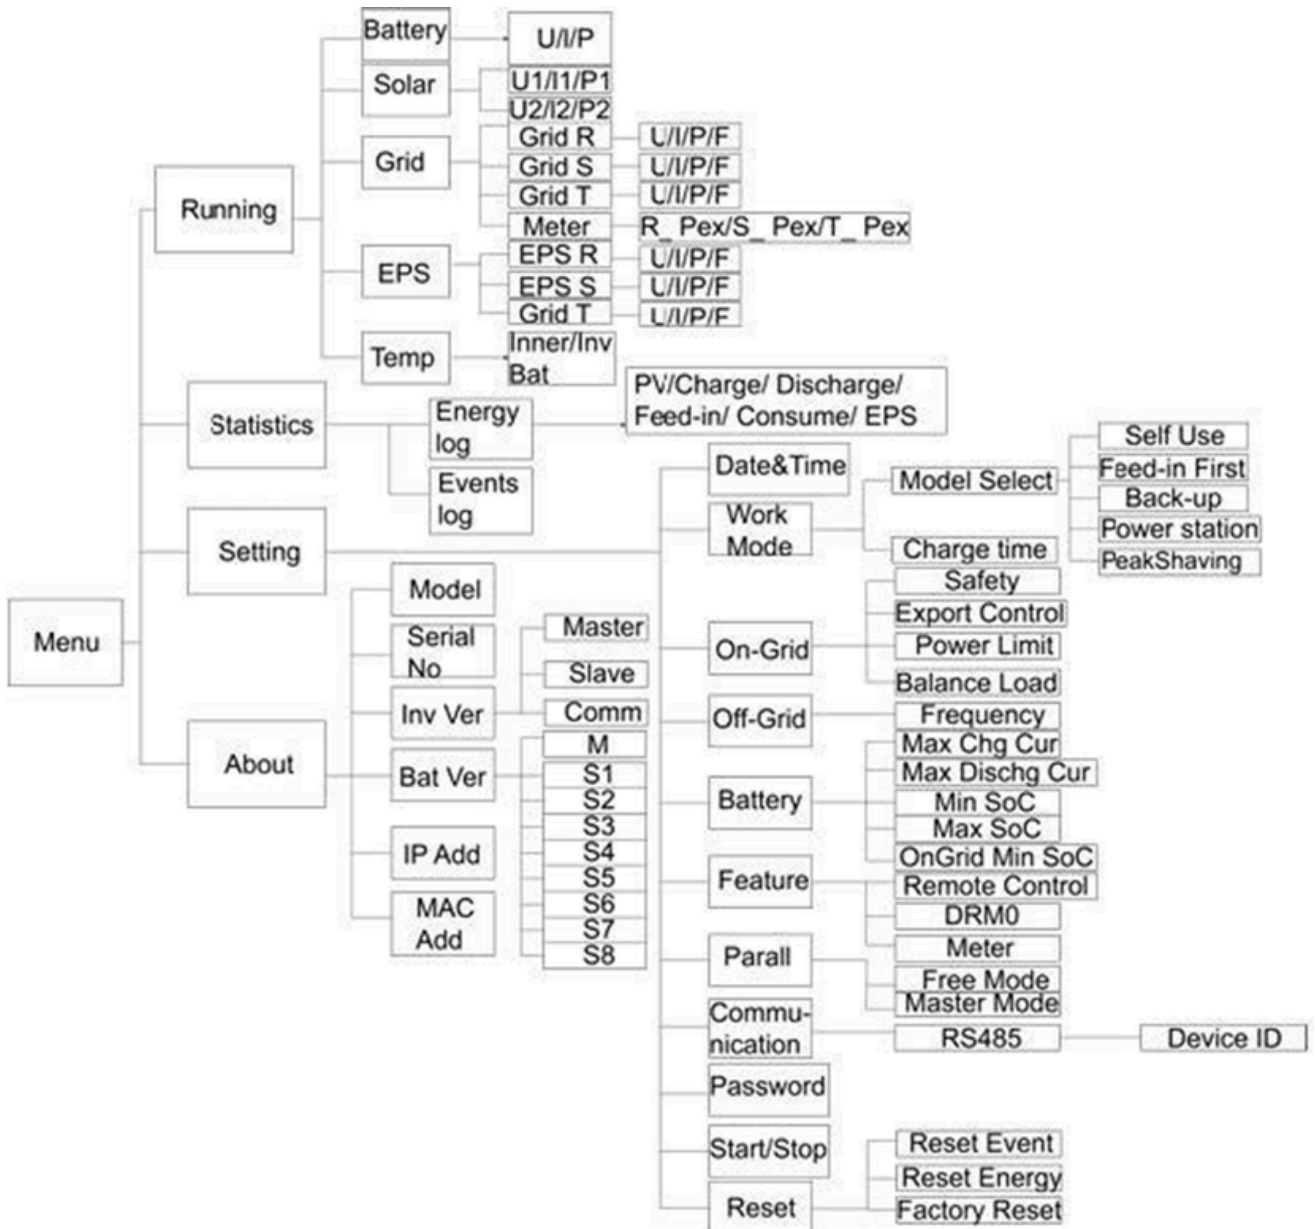 Battery
U/I/P
Solar
U1/I1/P1
U2/I2/P2
Grid
Grid R
U/I/P/F
Grid S
U/I/P/F
Grid T
U/I/P/F
Meter
R_ Pex/S_ Pex/T_ Pex
Running
EPS
EPS R
U/I/P/F
EPS S
U/I/P/F
Grid T
U/I/P/F
Temp
Inner/Inv
Bat
Statistics
Energy
log
PV/Charge/ Discharge/
Feed-in/ Consume/ EPS
Events
log
Setting
Date&Time
Work
Mode
Model Select
Self Use
Feed-in First
Back-up
Power station
PeakShaving
Charge time
On-Grid
Safety
Export Control
Power Limit
Balance Load
Off-Grid
Frequency
Battery
Max Chg Cur
Max Dischg Cur
Min SoC
Max SoC
OnGrid Min SoC
Feature
Remote Control
DRM0
Meter
Parall
Free Mode
Master Mode
Commu-
nication
RS485
Device ID
Password
Start/Stop
Reset
Reset Event
Reset Energy
Factory Reset
Menu
About
Model
Serial
No
Inv Ver
Master
Slave
Comm
Bat Ver
M
S1
S2
S3
S4
S5
S6
S7
S8
IP Add
MAC
Add